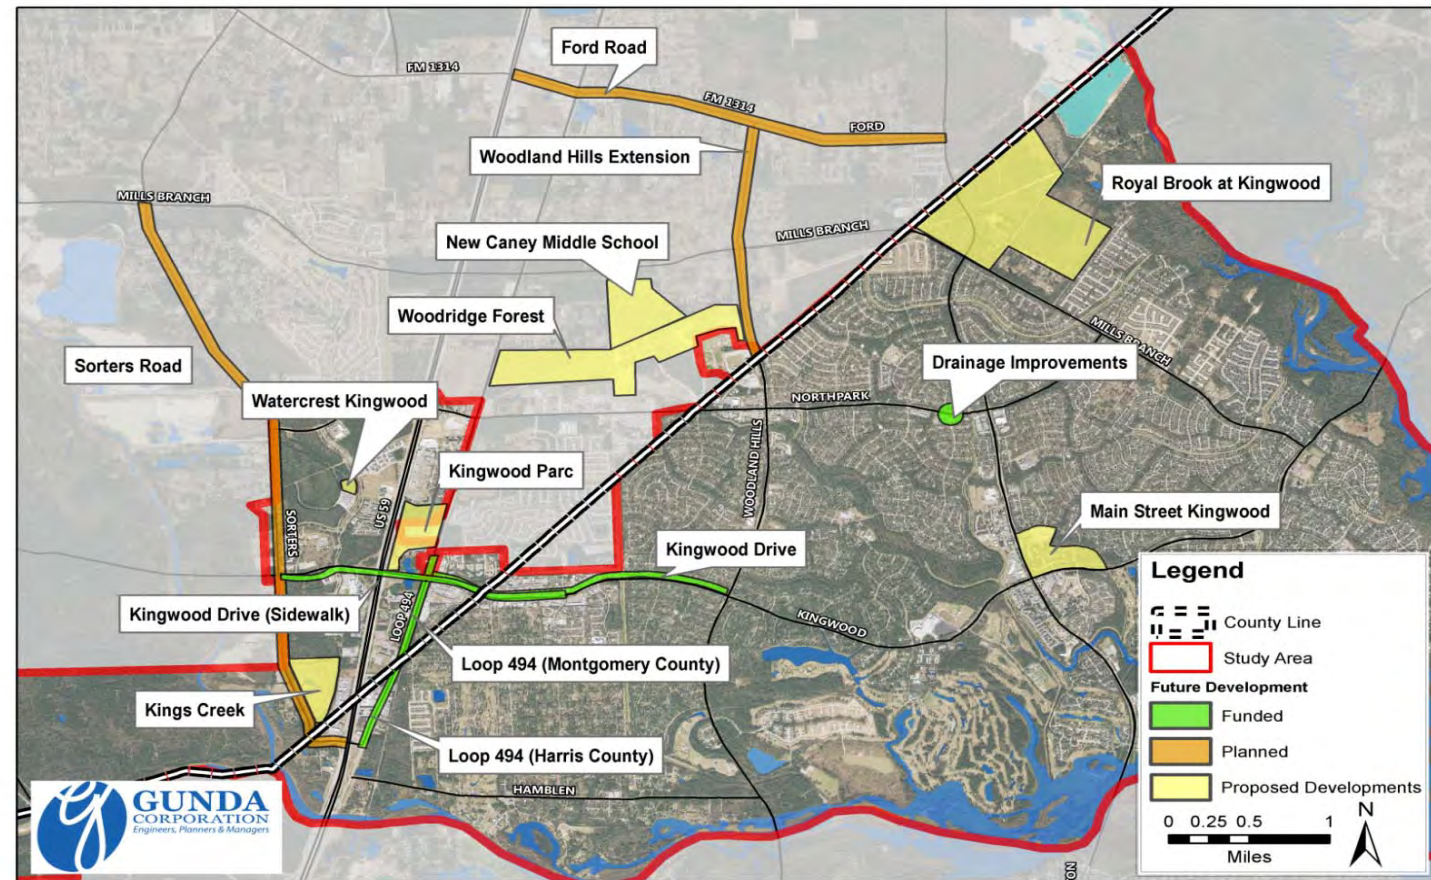 Ford Road
FM 1314
FM 1314
FORD
Woodland Hills Extension
Royal Brook at Kingwood
MILLS BRANCH
MILLS BRANCH
New Caney Middle School
Woodridge Forest
MILLS BRANCH
Sorters Road
Drainage Improvements
Watercrest Kingwood
NORTHPARK
WOODLAND HILLS
Kingwood Parc
US 59
SORTERS
Main Street Kingwood
Kingwood Drive
Kingwood Drive (Sidewalk)
LOOP 494
KINGWOOD
Loop 494 (Montgomery County)
Kings Creek
Loop 494 (Harris County)
HAMBLEN
GUNDA
CORPORATION
Engineers, Planners & Managers
Legend
County Line
Study Area
Future Development
Funded
Planned
Proposed Developments
N
0 0.25 0.5 1
Miles